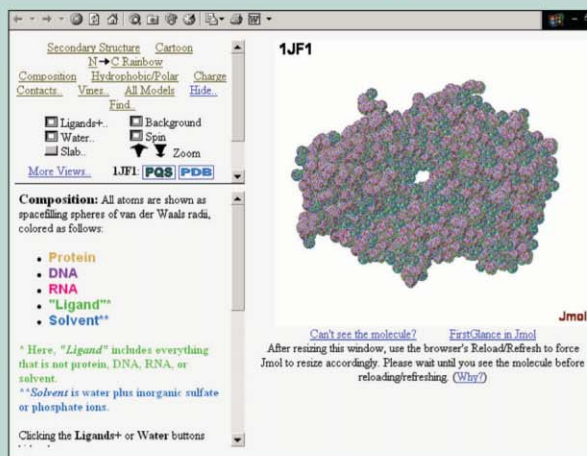 Secondary Structure Cartoon
N→C Rainbow
Composition Hydrophobic/Polar Charge
Contacts.. Vines.. All Models Hide..
Find..
Ligands+.. Background
Water.. Spin
Slab.. Zoom
More Views.. 1JF1: PQS PDB
Composition: All atoms are shown as
spacefilling spheres of van der Waals radii,
colored as follows:
• Protein
• DNA
• RNA
• "Ligand"*
• Solvent**
* Here, "Ligand" includes everything
that is not protein, DNA, RNA, or
solvent.
**Solvent is water plus inorganic sulfate
or phosphate ions.
Clicking the Ligands+ or Water buttons
1JF1
Jmol
Can't see the molecule? FirstGlance in Jmol
After resizing this window, use the browser's Reload/Refresh to force
Jmol to resize accordingly. Please wait until you see the molecule before
reloading/refreshing. (Why?)